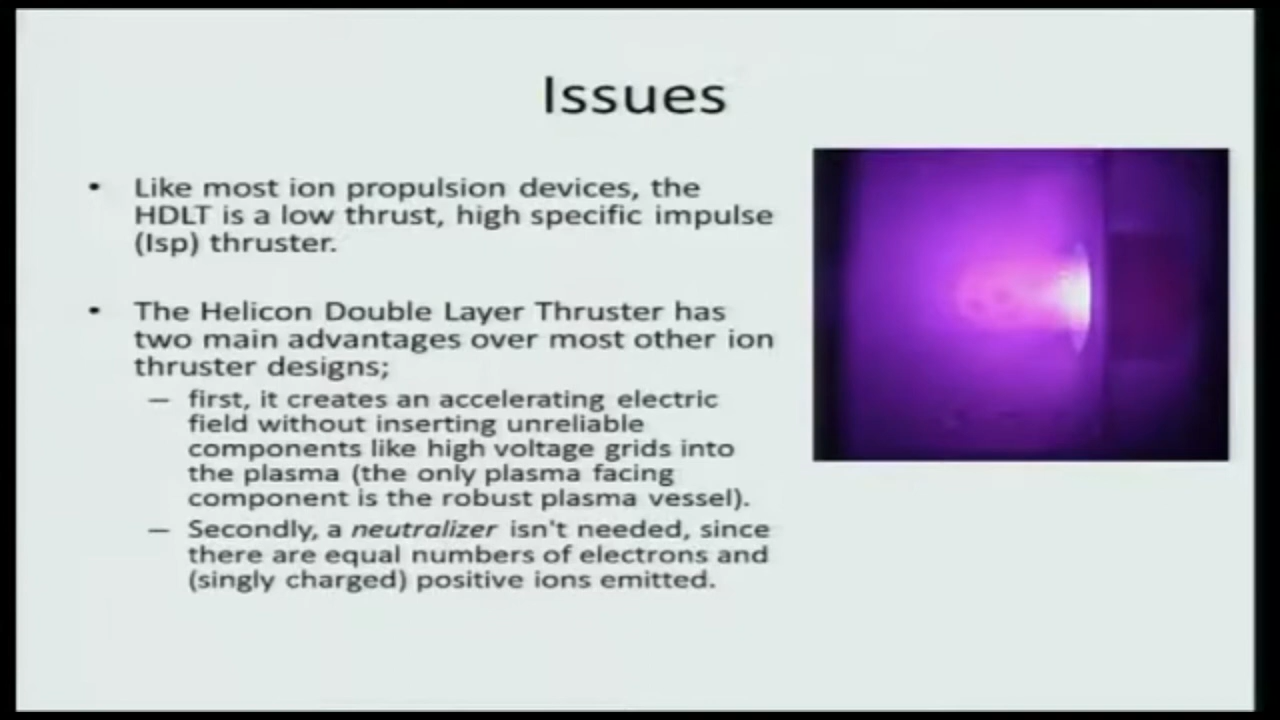 Issues
• Like most ion propulsion devices, the
HDLT is a low thrust, high specific impulse
(Isp) thruster.
• The Helicon Double Layer Thruster has
two main advantages over most other ion
thruster designs;
– first, it creates an accelerating electric
field without inserting unreliable
components like high voltage grids into
the plasma (the only plasma facing
component is the robust plasma vessel).
– Secondly, a neutralizer isn't needed, since
there are equal numbers of electrons and
(singly charged) positive ions emitted.